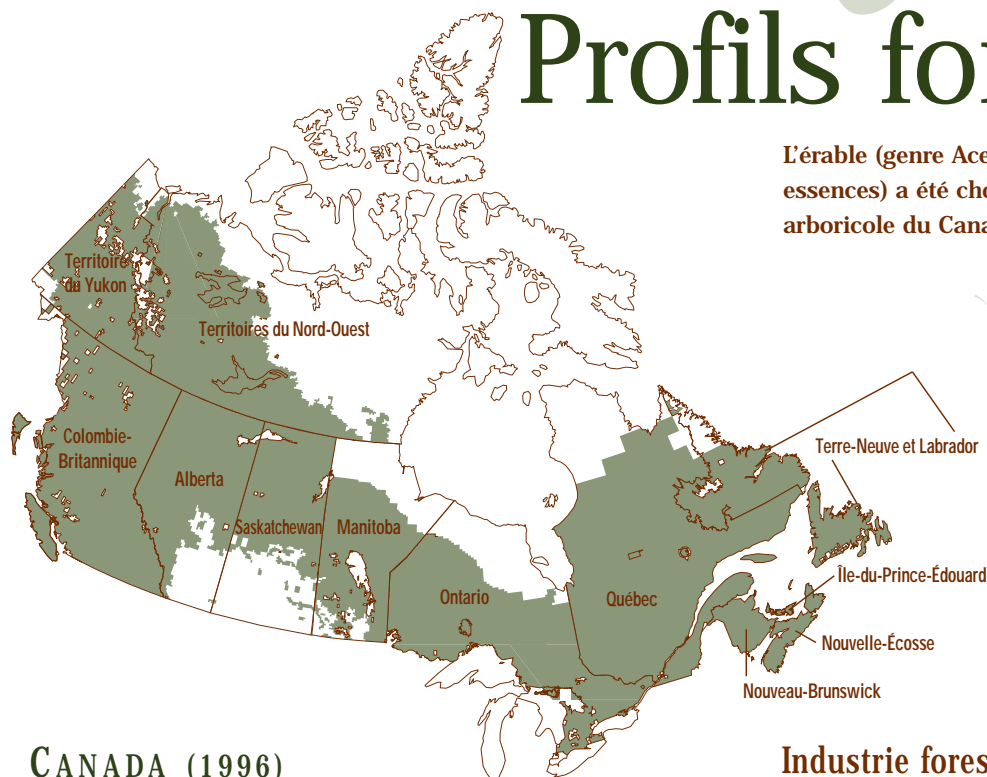 Profils fo
L'érable (genre Ace
essences) a été cho
arboricole du Cana
Territoire
du Yukon
Territoires du Nord-Ouest
Colombie-
Britannique
Alberta
Saskatchewan
Manitoba
Ontario
Québec
Terre-Neuve et Labrador
Île-du-Prince-Édouard
Nouvelle-Écosse
Nouveau-Brunswick
CANADA (1996)
Industrie fores